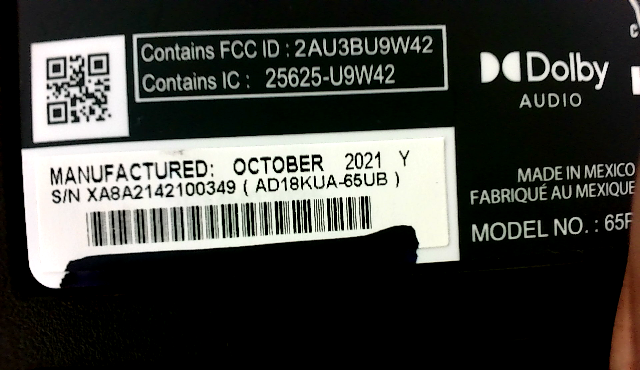 Contains FCC ID : 2AU3BU9W42
Contains IC : 25625-U9W42
Dolby
AUDIO
MANUFACTURED: OCTOBER 2021 Y
S/N XA8A2142100349 ( AD18KUA-65UB )
MADE IN MEXICO
FABRIQUÉ AU MEXIQUE
MODEL NO. : 65F